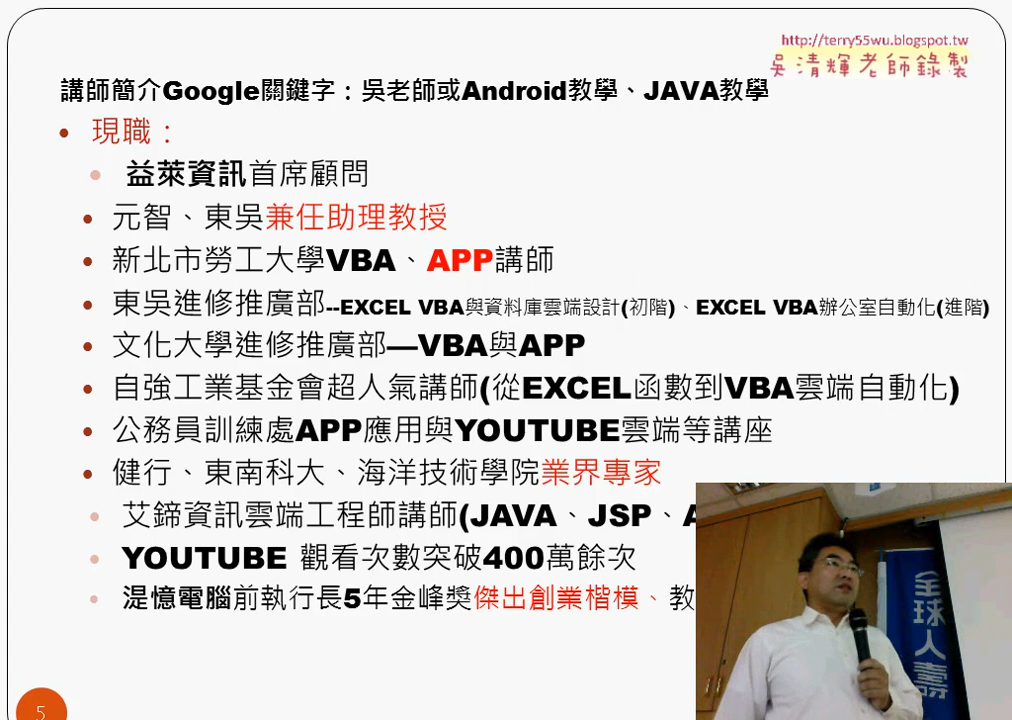 http://terry55wu.blogspot.tw
吳清輝老師錄製
講師簡介Google關鍵字：吳老師或Android教學、JAVA教學
現職：
益萊資訊首席顧問
元智、東吳兼任助理教授
新北市勞工大學VBA、APP講師
東吳進修推廣部--EXCEL VBA與資料庫雲端設計(初階)、EXCEL VBA辦公室自動化(進階)
文化大學進修推廣部—VBA與APP
自強工業基金會超人氣講師(從EXCEL函數到VBA雲端自動化)
公務員訓練處APP應用與YOUTUBE雲端等講座
健行、東南科大、海洋技術學院業界專家
艾鍗資訊雲端工程師講師(JAVA、JSP、A
YOUTUBE 觀看次數突破400萬餘次
湜憶電腦前執行長5年金峰獎傑出創業楷模、教
全球人壽
5